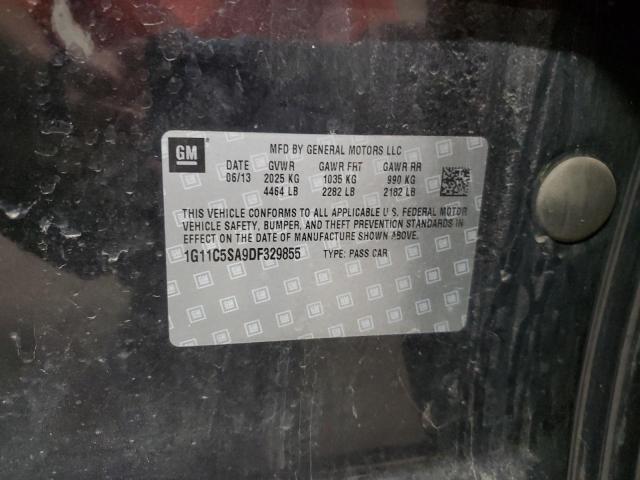 GM
MFD BY GENERAL MOTORS LLC
DATE GVWR GAWR FRT GAWR RR
06/13 2025 KG 1035 KG 990 KG
4464 LB 2282 LB 2182 LB
THIS VEHICLE CONFORMS TO ALL APPLICABLE U.S. FEDERAL MOTOR
VEHICLE SAFETY, BUMPER, AND THEFT PREVENTION STANDARDS IN
EFFECT ON THE DATE OF MANUFACTURE SHOWN ABOVE.
1G11C5SA9DF329855 TYPE: PASS CAR